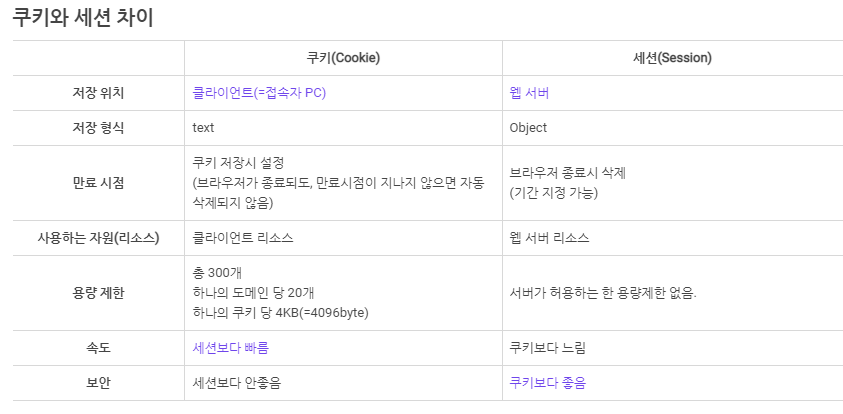 쿠키와 세션 차이
쿠키(Cookie) 세션(Session)
저장 위치 클라이언트(=접속자 PC) 웹 서버
저장 형식 text Object
만료 시점
쿠키 저장시 설정
(브라우저가 종료되도, 만료시점이 지나지 않으면 자동
삭제되지 않음)
브라우저 종료시 삭제
(기간 지정 가능)
사용하는 자원(리소스) 클라이언트 리소스 웹 서버 리소스
용량 제한
총 300개
하나의 도메인 당 20개
하나의 쿠키 당 4KB(=4096byte)
서버가 허용하는 한 용량제한 없음.
속도 세션보다 빠름 쿠키보다 느림
보안 세션보다 안좋음 쿠키보다 좋음